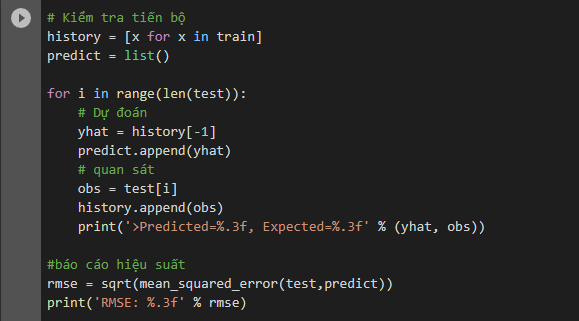 # Kiểm tra tiến bộ
history = [x for x in train]
predict = list()
for i in range(len(test)):
# Dự đoán
yhat = history[-1]
predict.append(yhat)
# quan sát
obs = test[i]
history.append(obs)
print('>Predicted=%.3f, Expected=%.3f' % (yhat, obs))
#báo cáo hiệu suất
rmse = sqrt(mean_squared_error(test,predict))
print('RMSE: %.3f' % rmse)